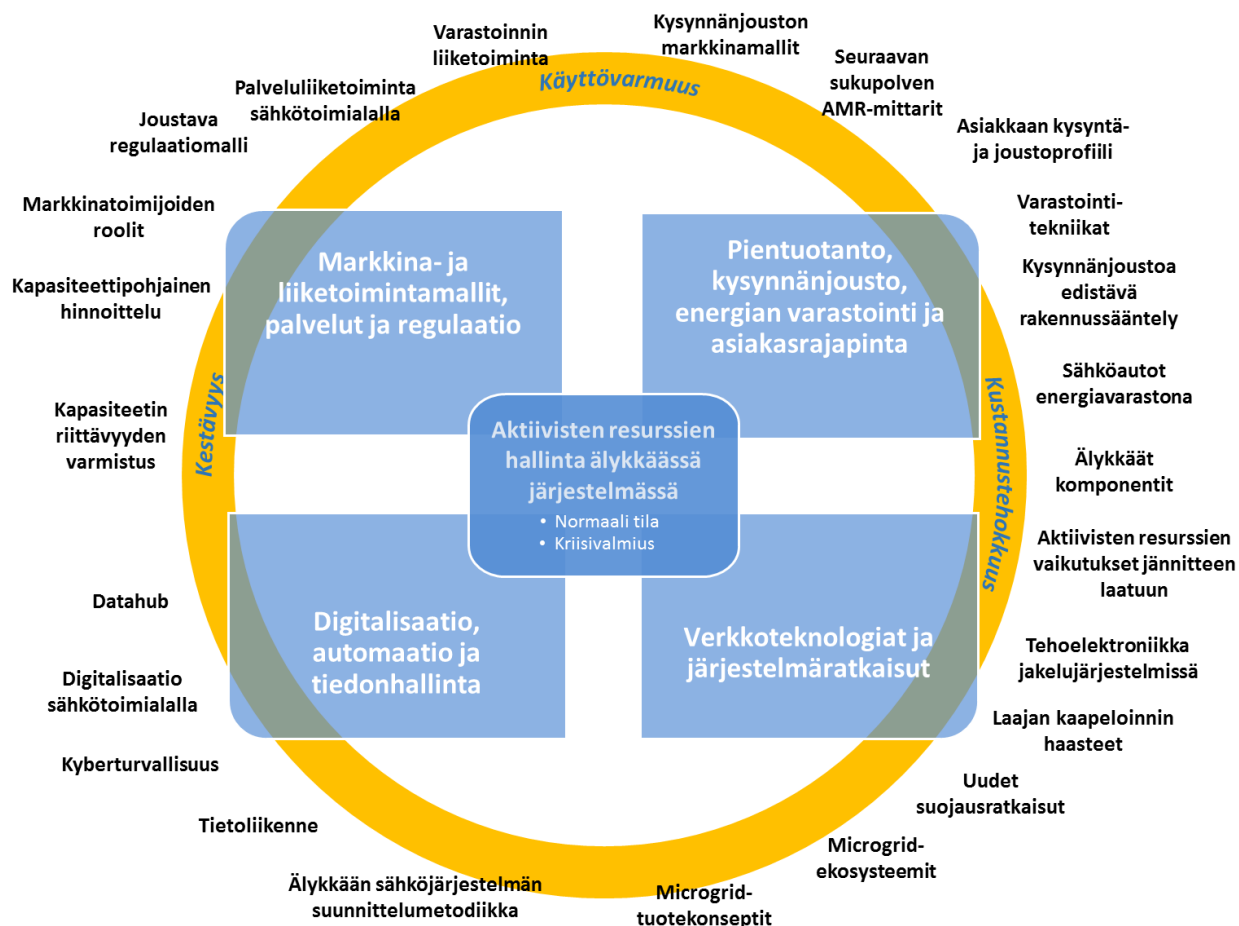 Varastoinnin
liiketoiminta
Kysynnänjouston
markkinamallit
Seuraavan
sukupolven
AMR-mittarit
Asiakkaan kysyntä-
ja joustoprofiili
Varastointi-
tekniikat
Kysynnänjoustoa
edistävä
rakennussääntely
Sähköautot
energiavarastona
Älykkäät
komponentit
Aktiivisten resurssien
vaikutukset jännitteen
laatuun
Tehoelektroniikka
jakelujärjestelmissä
Laajan kaapeloinnin
haasteet
Uudet
suojausratkaisut
Microgrid-
ekosysteemit
Microgrid-
tuotekonseptit
Älykkään sähköjärjestelmän
suunnittelumetodiikka
Tietoliikenne
Kyberturvallisuus
Digitalisaatio
sähkötoimialalla
Datahub
Kapasiteetin
riittävyyden
varmistus
Kapasiteettipohjainen
hinnoittelu
Markkinatoimijoiden
roolit
Joustava
regulaatiomalli
Palveluliiketoiminta
sähkötoimialalla
Käyttövarmuus
Kustannustehokkuus
Kestävyys
Markkina- ja
liiketoimintamallit,
palvelut ja regulaatio
Pientuotanto,
kysynnänjousto,
energian varastointi ja
asiakasrajapinta
Aktiivisten resurssien
hallinta älykkäässä
järjestelmässä
• Normaali tila
• Kriisivalmius
Digitalisaatio,
automaatio ja
tiedonhallinta
Verkkoteknologiat ja
järjestelmäratkaisut